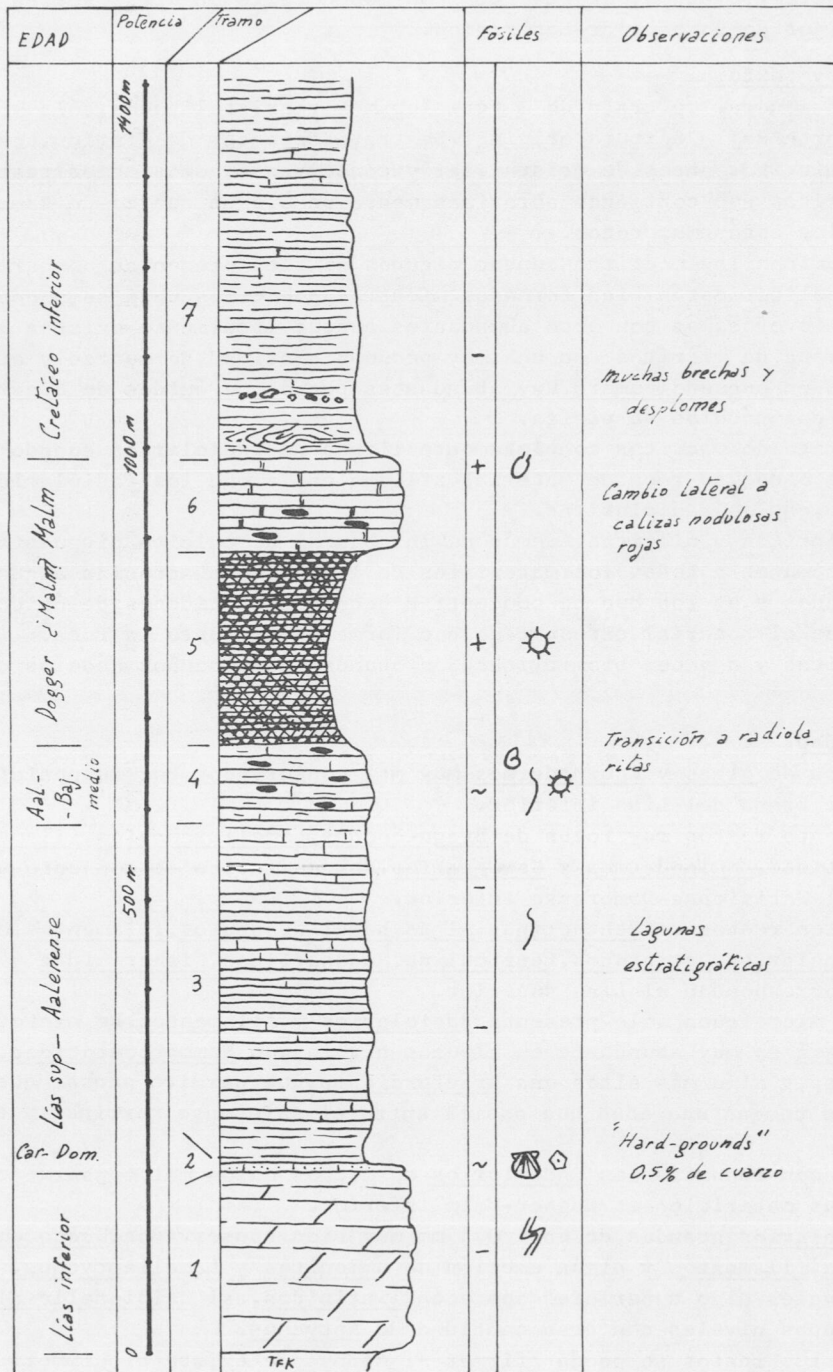 EDAD
Potencia
Tramo
Fósiles
Observaciones
1400m
1000 m
500 m
0
Cretáceo inferior
Malm
Dogger é Malm?
Aal-
- Baj
medio
Lías sup - Aalenense
Car-Dom.
Lías inferior
7
6
5
4
3
2
1
-
+
+
~
-
-
~
-
Muchas brechas y
desplomes
Cambio lateral a
calizas nodulosas
rojas
Transición a radiola
ritas
Lagunas
estratigráficas
"Hard-grounds"
0,5% de cuarzo
TRK